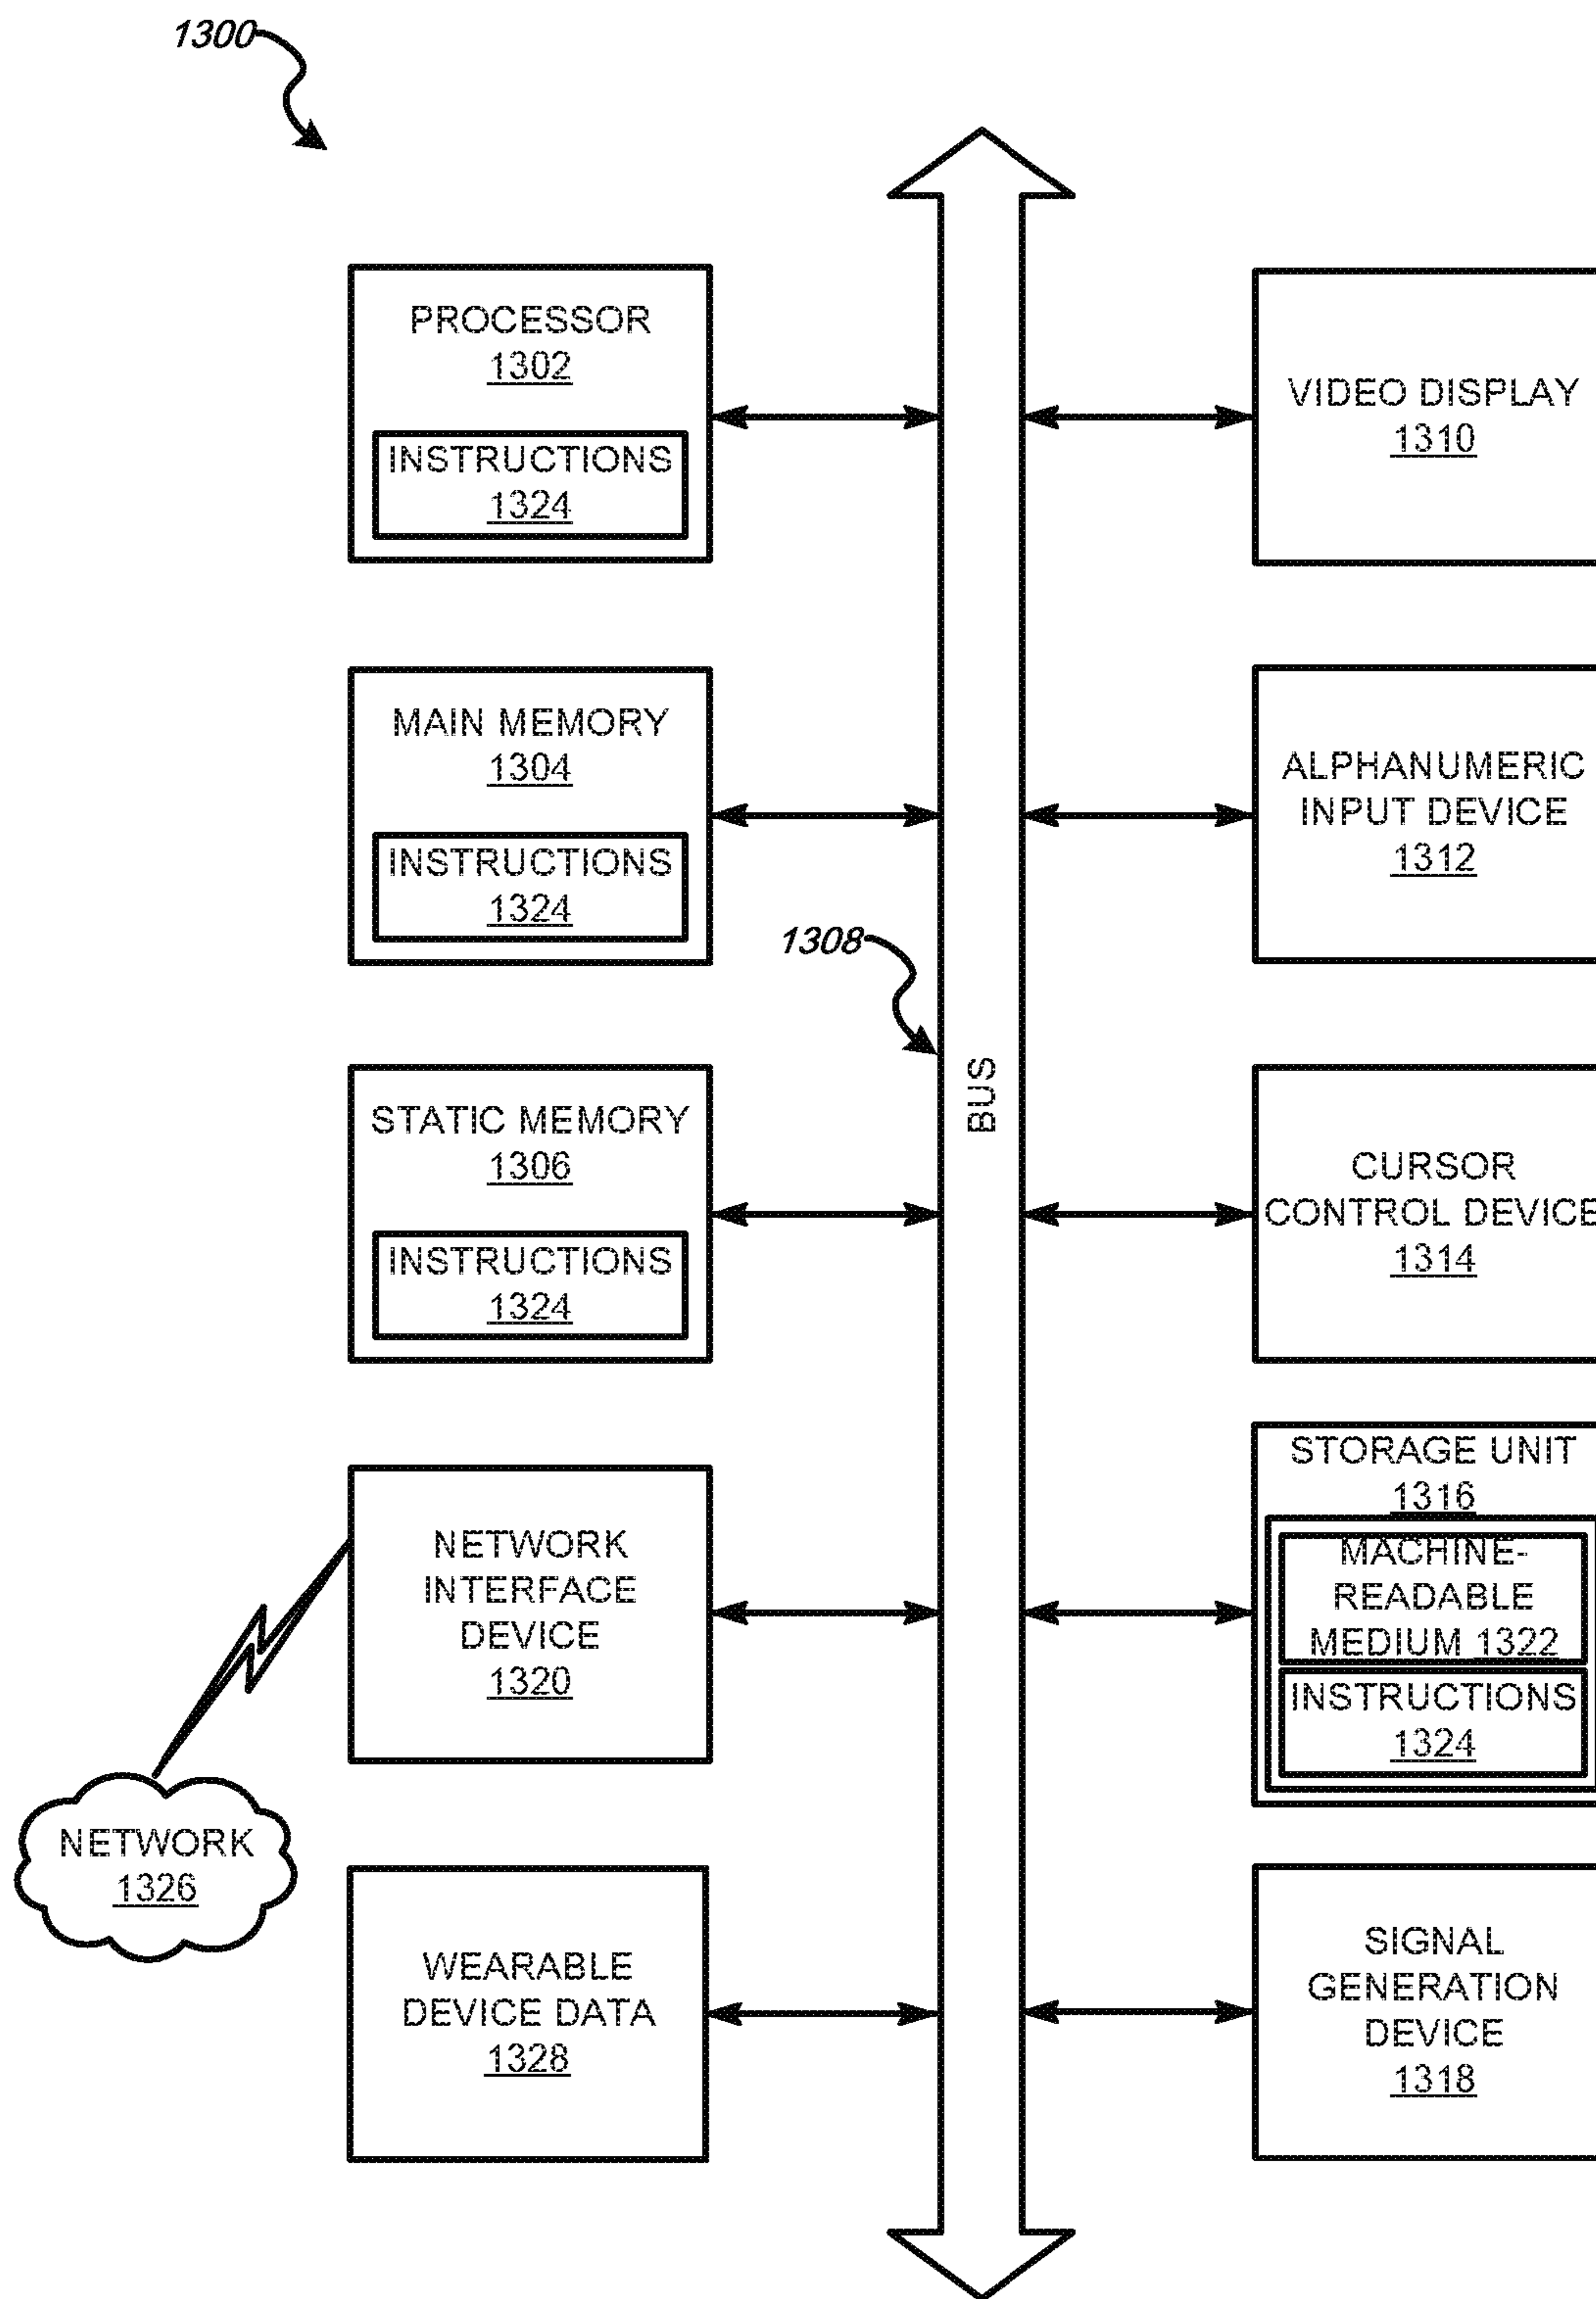 1300
PROCESSOR
1302
INSTRUCTIONS
1324
MAIN MEMORY
1304
INSTRUCTIONS
1324
1308
STATIC MEMORY
1306
INSTRUCTIONS
1324
NETWORK
INTERFACE
DEVICE
1320
NETWORK
1326
WEARABLE
DEVICE DATA
1328
BUS
VIDEO DISPLAY
1310
ALPHANUMERIC
INPUT DEVICE
1312
CURSOR
CONTROL DEVICE
1314
STORAGE UNIT
1316
MACHINE-
READABLE
MEDIUM 1322
INSTRUCTIONS
1324
SIGNAL
GENERATION
DEVICE
1318